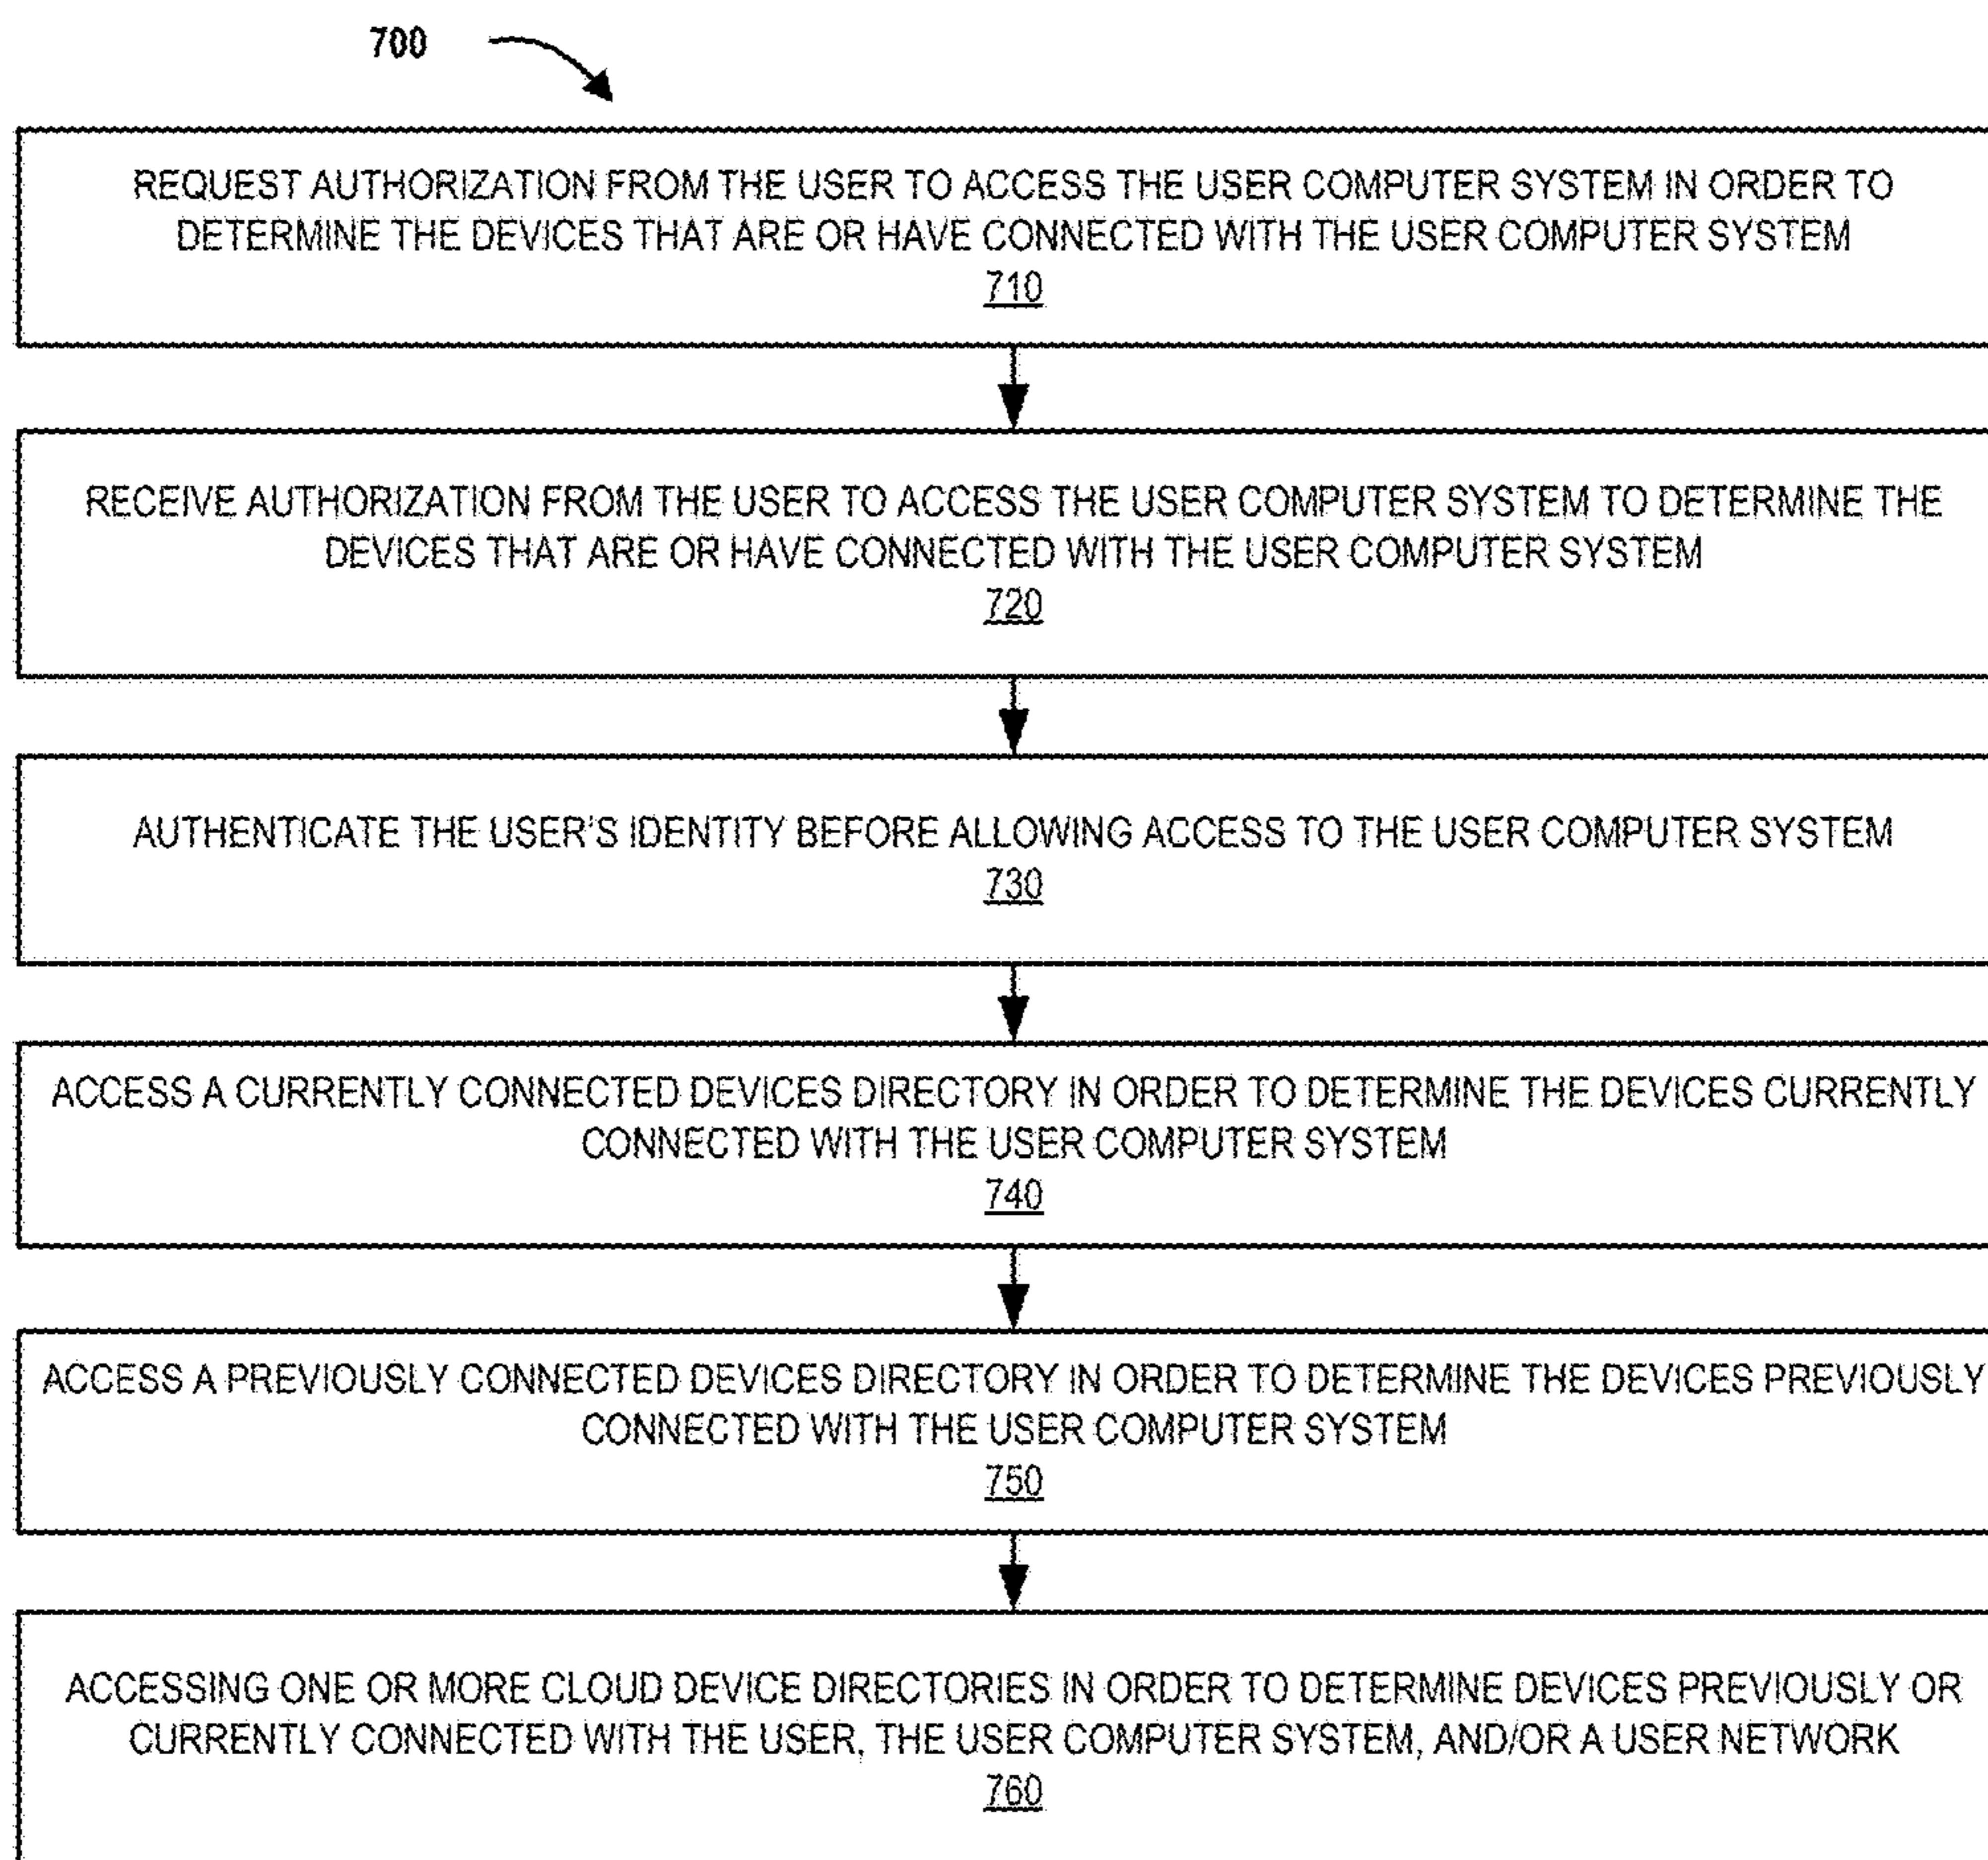 700
REQUEST AUTHORIZATION FROM THE USER TO ACCESS THE USER COMPUTER SYSTEM IN ORDER TO
DETERMINE THE DEVICES THAT ARE OR HAVE CONNECTED WITH THE USER COMPUTER SYSTEM
710
RECEIVE AUTHORIZATION FROM THE USER TO ACCESS THE USER COMPUTER SYSTEM TO DETERMINE THE
DEVICES THAT ARE OR HAVE CONNECTED WITH THE USER COMPUTER SYSTEM
720
AUTHENTICATE THE USER'S IDENTITY BEFORE ALLOWING ACCESS TO THE USER COMPUTER SYSTEM
730
ACCESS A CURRENTLY CONNECTED DEVICES DIRECTORY IN ORDER TO DETERMINE THE DEVICES CURRENTLY
CONNECTED WITH THE USER COMPUTER SYSTEM
740
ACCESS A PREVIOUSLY CONNECTED DEVICES DIRECTORY IN ORDER TO DETERMINE THE DEVICES PREVIOUSLY
CONNECTED WITH THE USER COMPUTER SYSTEM
750
ACCESSING ONE OR MORE CLOUD DEVICE DIRECTORIES IN ORDER TO DETERMINE DEVICES PREVIOUSLY OR
CURRENTLY CONNECTED WITH THE USER, THE USER COMPUTER SYSTEM, AND/OR A USER NETWORK
760